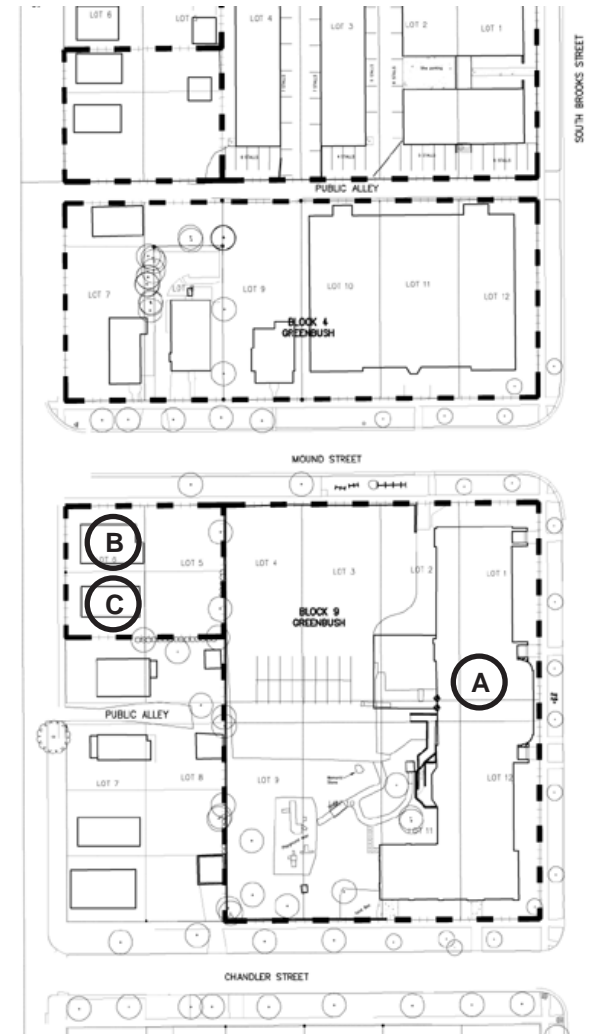 LOT 6
LOT
LOT 4
LOT 3
LOT 2
LOT 1
SOUTH BROOKS STREET
PUBLIC ALLEY
LOT 7
LOT
LOT 9
LOT 10
LOT 11
LOT 12
BLOCK 4
GREENBUSH
MOUND STREET
B
LOT 5
LOT 4
LOT 3
LOT 2
LOT 1
C
BLOCK 9
GREENBUSH
A
PUBLIC ALLEY
LOT 7
LOT 8
LOT 9
LOT 11
LOT 12
CHANDLER STREET